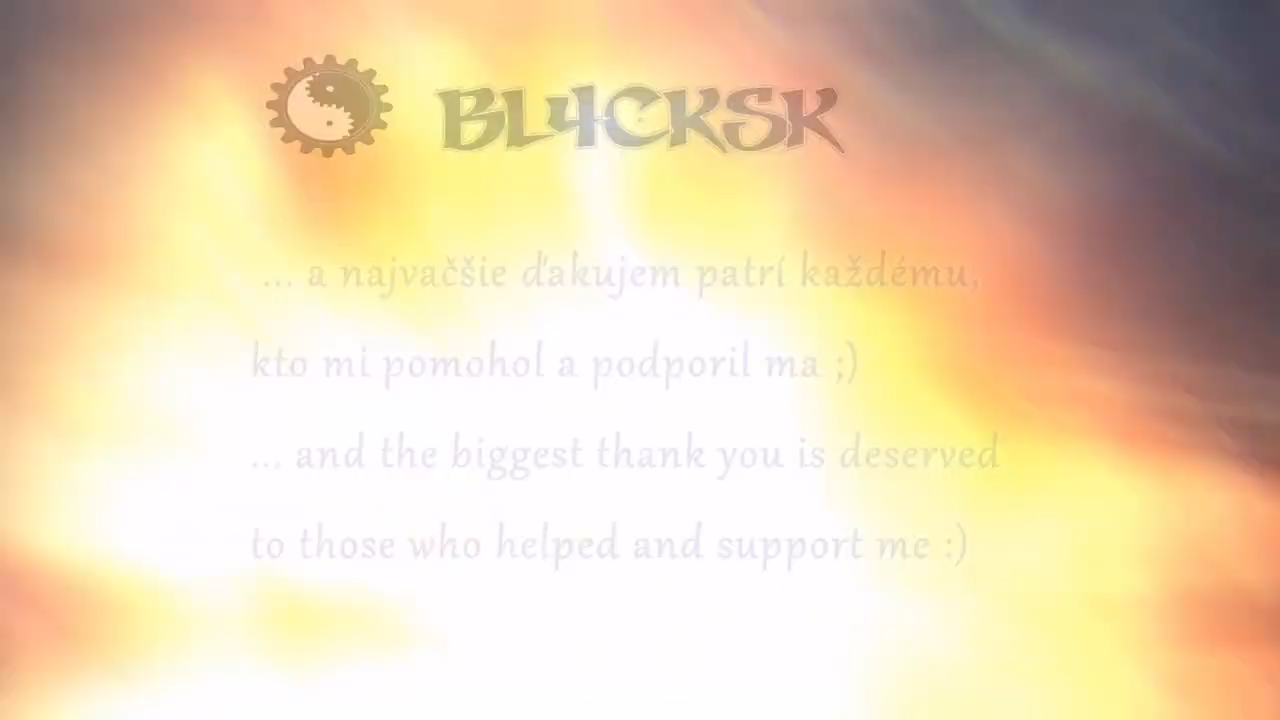 BL4CKSK
... a najvačšie ďakujem patrí každému,
kto mi pomohol a podporil ma ;)
... and the biggest thank you is deserved
to those who helped and support me :)